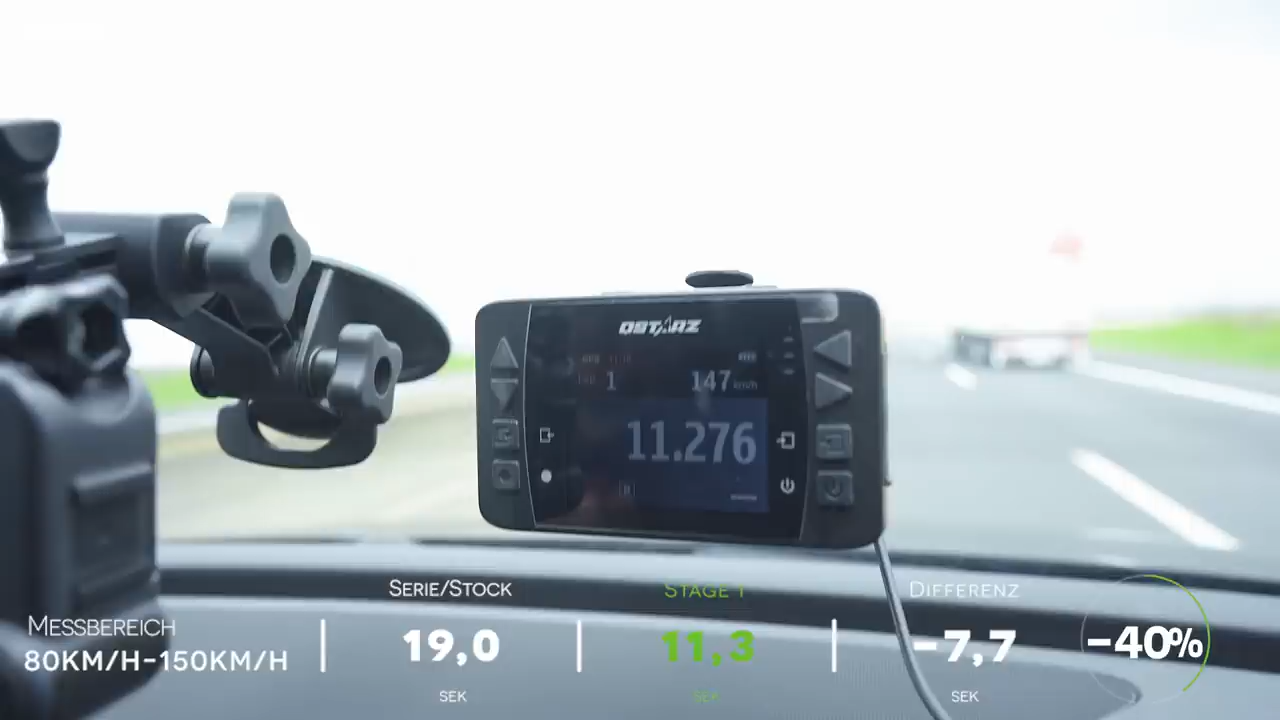 QSTARZ
1 147 km/h
11.276
SERIE/STOCK
STAGE 1
DIFFERENZ
MESSBEREICH
80KM/H-150KM/H
19,0
11,3
-7,7
-40%
SEK
SEK
SEK